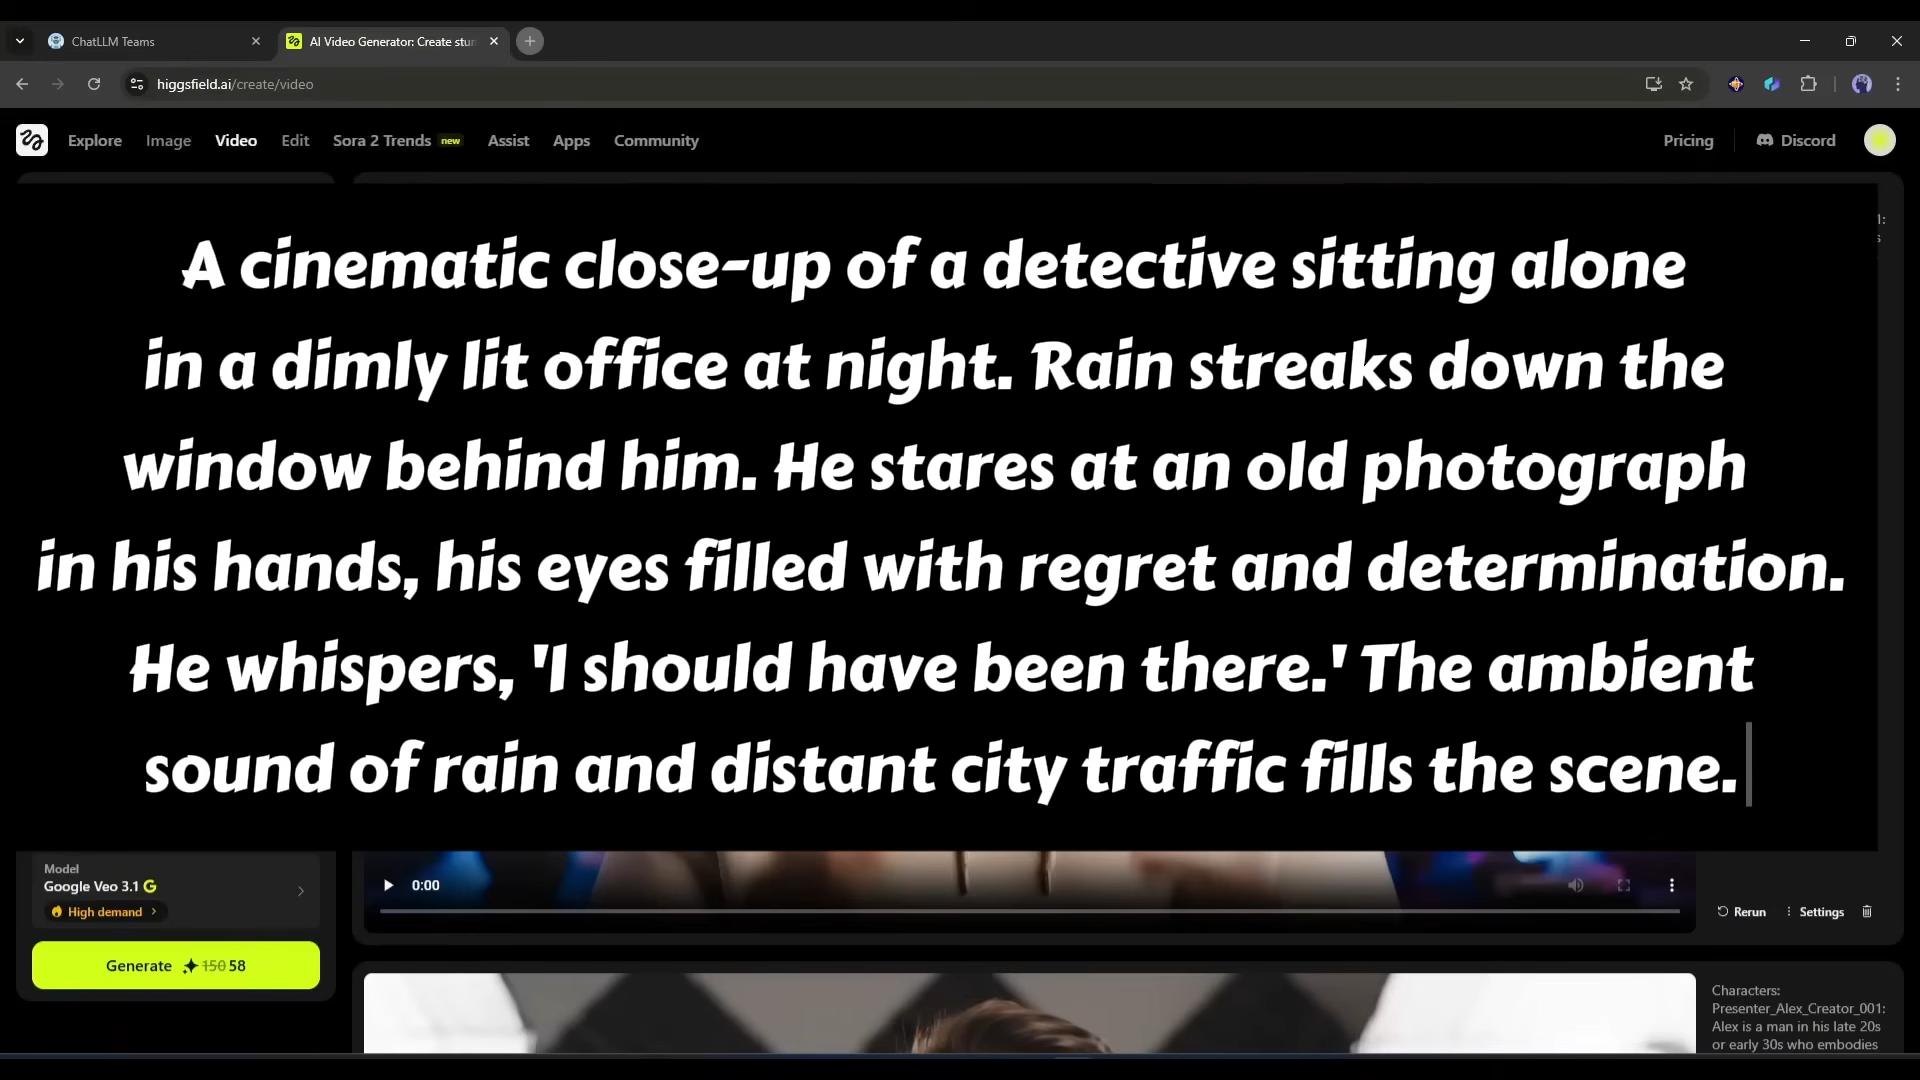 ChatLLM Teams
AI Video Generator: Create stun
higgsfield.ai/create/video
Explore Image Video Edit Sora 2 Trends new Assist Apps Community Pricing Discord
A cinematic close-up of a detective sitting alone
in a dimly lit office at night. Rain streaks down the
window behind him. He stares at an old photograph
in his hands, his eyes filled with regret and determination.
He whispers, 'I should have been there.' The ambient
sound of rain and distant city traffic fills the scene.
Model
Google Veo 3.1 G
High demand
Generate 150 58
0:00
Rerun Settings
Characters:
Presenter_Alex_Creator_001:
Alex is a man in his late 20s
or early 30s who embodies